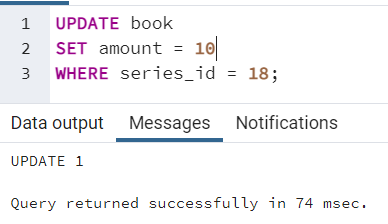 1 UPDATE book
2 SET amount = 10
3 WHERE series_id = 18;
Data output Messages Notifications
UPDATE 1
Query returned successfully in 74 msec.